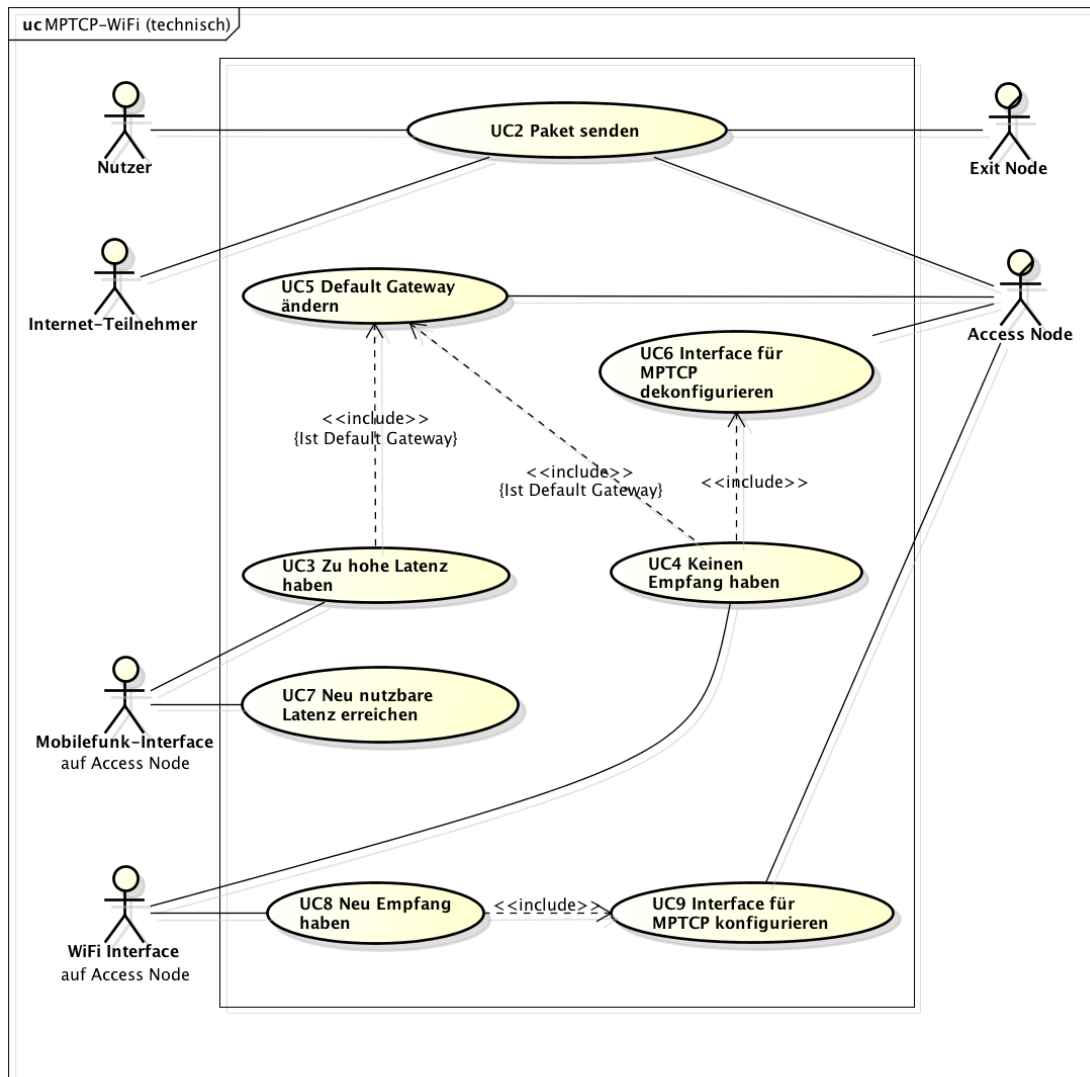 uc MPTCP-WiFi (technisch)
UC2 Paket senden
Nutzer
Exit Node
UC5 Default Gateway
ändern
Internet-Teilnehmer
Access Node
UC6 Interface für
MPTCP
dekonfigurieren
<<include>>
{Ist Default Gateway}
<<include>>
{Ist Default Gateway}
<<include>>
UC3 Zu hohe Latenz
haben
UC4 Keinen
Empfang haben
UC7 Neu nutzbare
Latenz erreichen
Mobilefunk-Interface
auf Access Node
UC8 Neu Empfang
haben
<<include>>
UC9 Interface für
MPTCP konfigurieren
WiFi Interface
auf Access Node